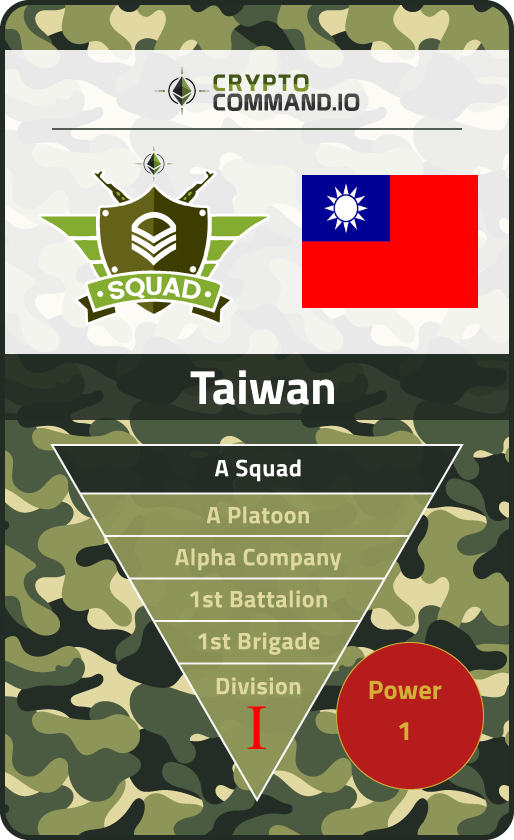 CRYPTO
COMMAND.IO
SQUAD
Taiwan
A Squad
A Platoon
Alpha Company
1st Battalion
1st Brigade
Division
I
Power
1